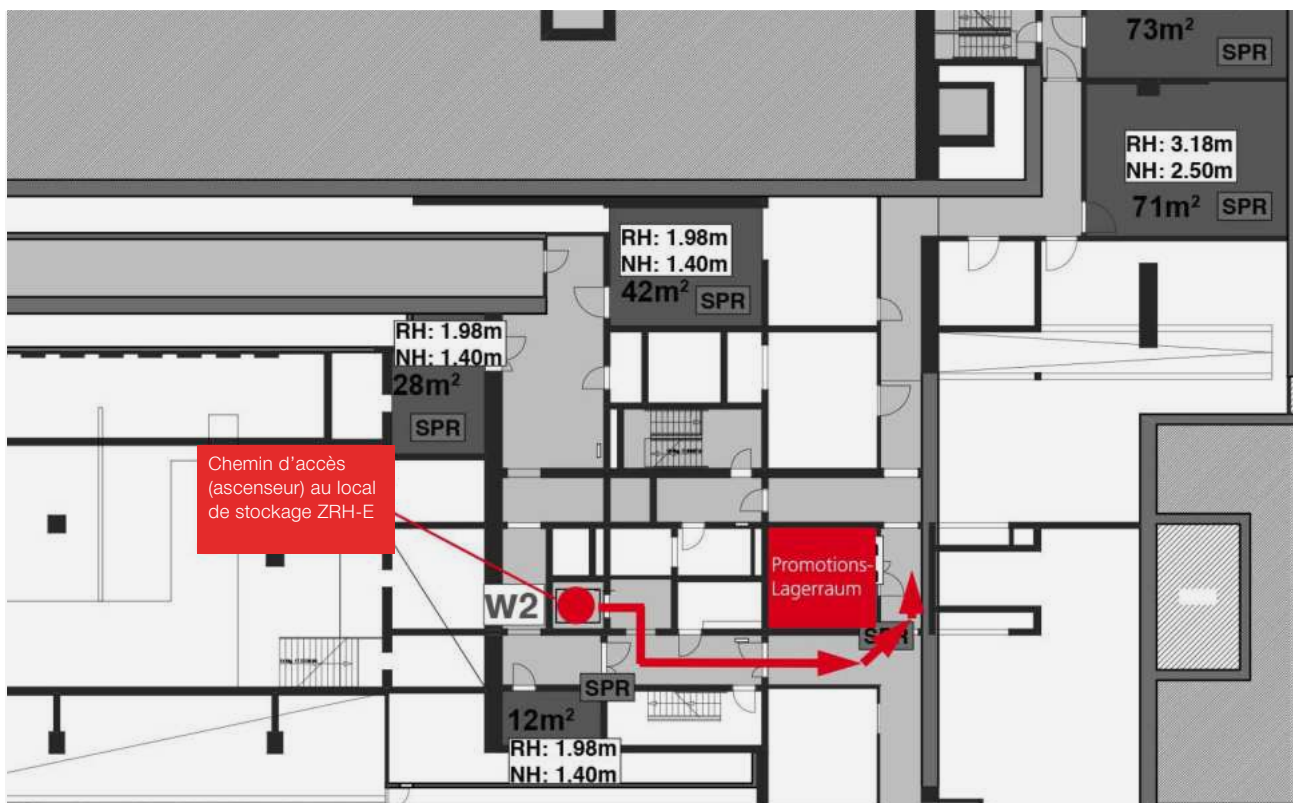 73m²
SPR
RH: 3.18m
NH: 2.50m
71m²
SPR
RH: 1.98m
NH: 1.40m
42m²
SPR
RH: 1.98m
NH: 1.40m
28m²
SPR
Chemin d'accès
(ascenseur) au local
de stockage ZRH-E
Promotions-
Lagerraum
W2
SPR
SPR
12m²
RH: 1.98m
NH: 1.40m